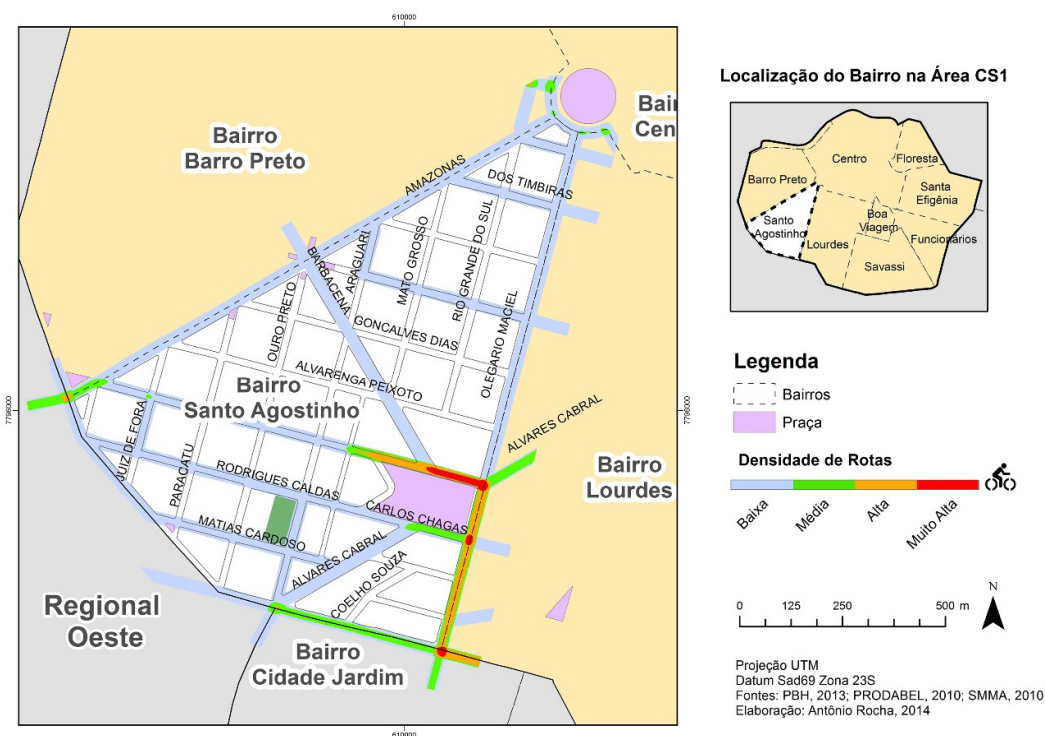 610000
Bairro
Barro Preto
Bai
Cen
AMAZONAS
DOS TIMBIRAS
BARBACENA
ARAGUARI
MATO GROSSO
RIO GRANDE DO SUL
OURO PRETO
GONCALVES DIAS
OLEGARIO MACIEL
ALVARENGA PEIXOTO
Bairro
Santo Agostinho
7796000
7796000
JUIZ DE FORA
ALVARES CABRAL
PARACATU
RODRIGUES CALDAS
Bairro
Lourdes
CARLOS CHAGAS
MATIAS CARDOSO
ALVARES CABRAL
COELHO SOUZA
Regional
Oeste
Bairro
Cidade Jardim
610000
Localização do Bairro na Área CS1
Centro
Floresta
Barro Preto
Santa
Efigênia
Santo
Agostinho
Boa
Viagem
Lourdes
Funcionários
Savassi
Legenda
Bairros
Praça
Densidade de Rotas
Baixa
Média
Alta
Muito Alta
N
0 125 250 500 m
Projeção UTM
Datum Sad69 Zona 23S
Fontes: PBH, 2013; PRODABEL, 2010; SMMA, 2010
Elaboração: Antônio Rocha, 2014